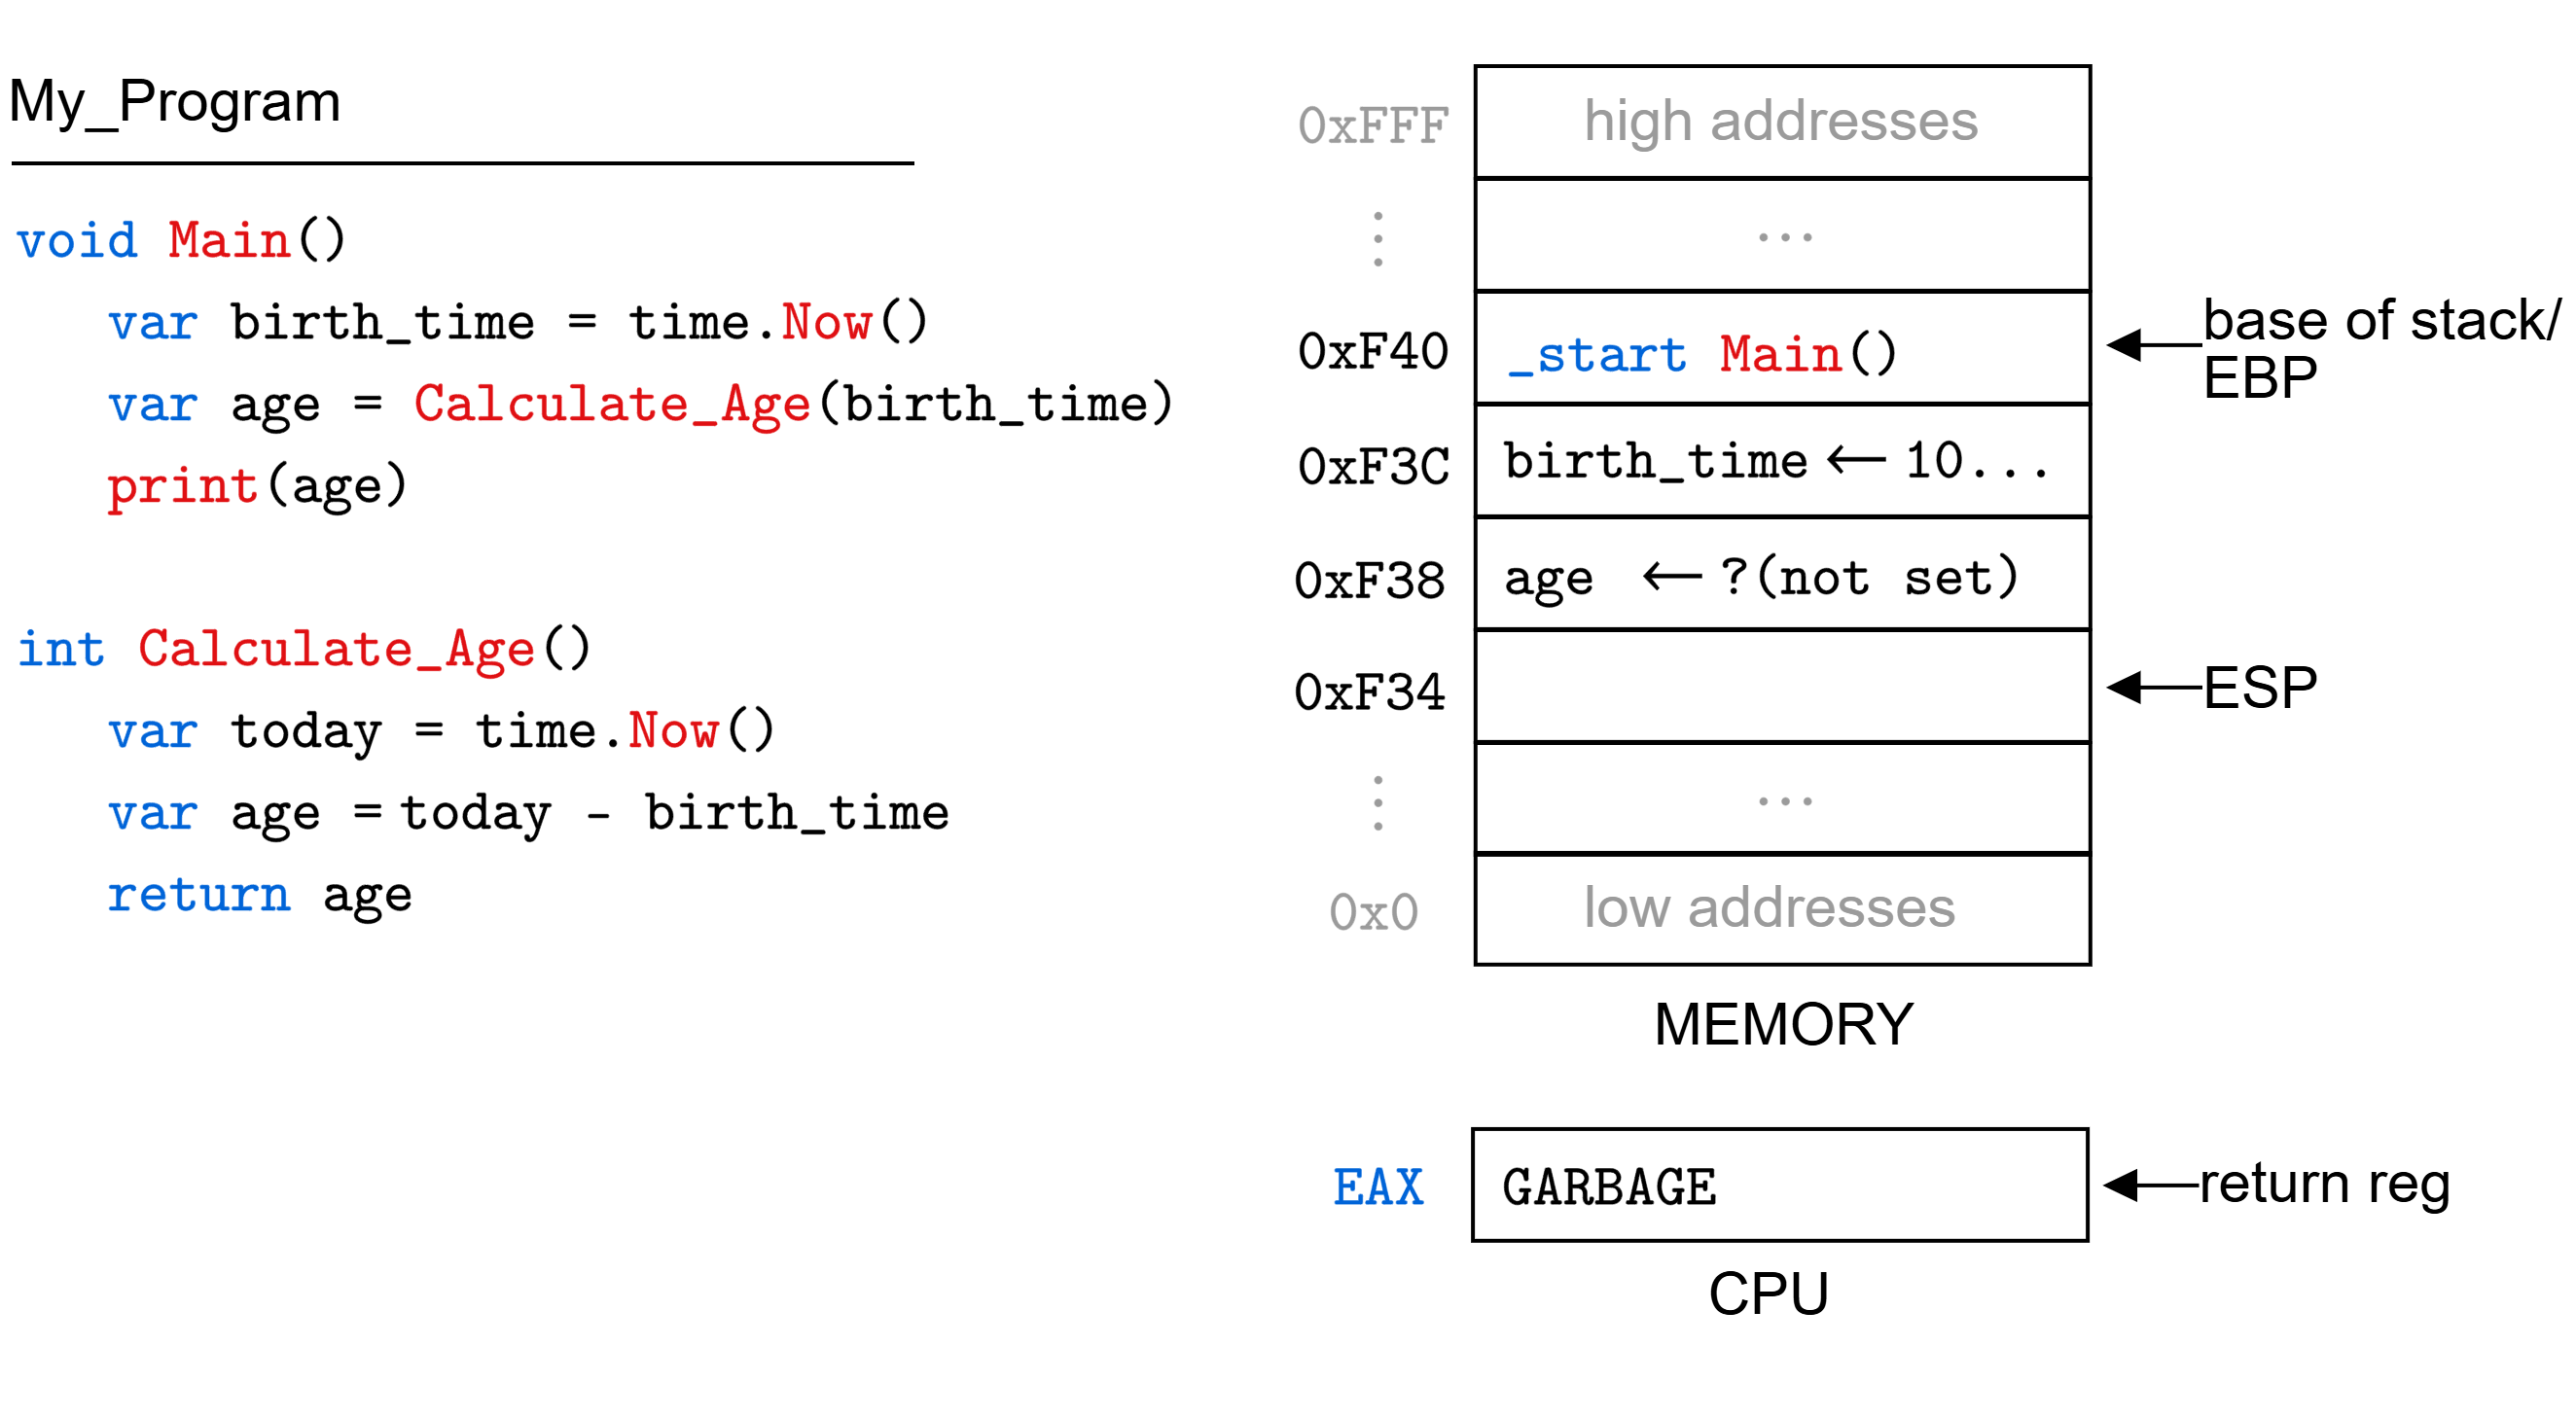 My_Program
void Main()
var birth_time = time.Now()
var age = Calculate_Age(birth_time)
print(age)
int Calculate_Age()
var today = time.Now()
var age = today - birth_time
return age
0xFFF high addresses
...
0xF40 _start Main()
base of stack/
EBP
0xF3C birth_time ← 10...
0xF38 age ← ?(not set)
0xF34
ESP
...
0x0 low addresses
MEMORY
EAX GARBAGE
return reg
CPU